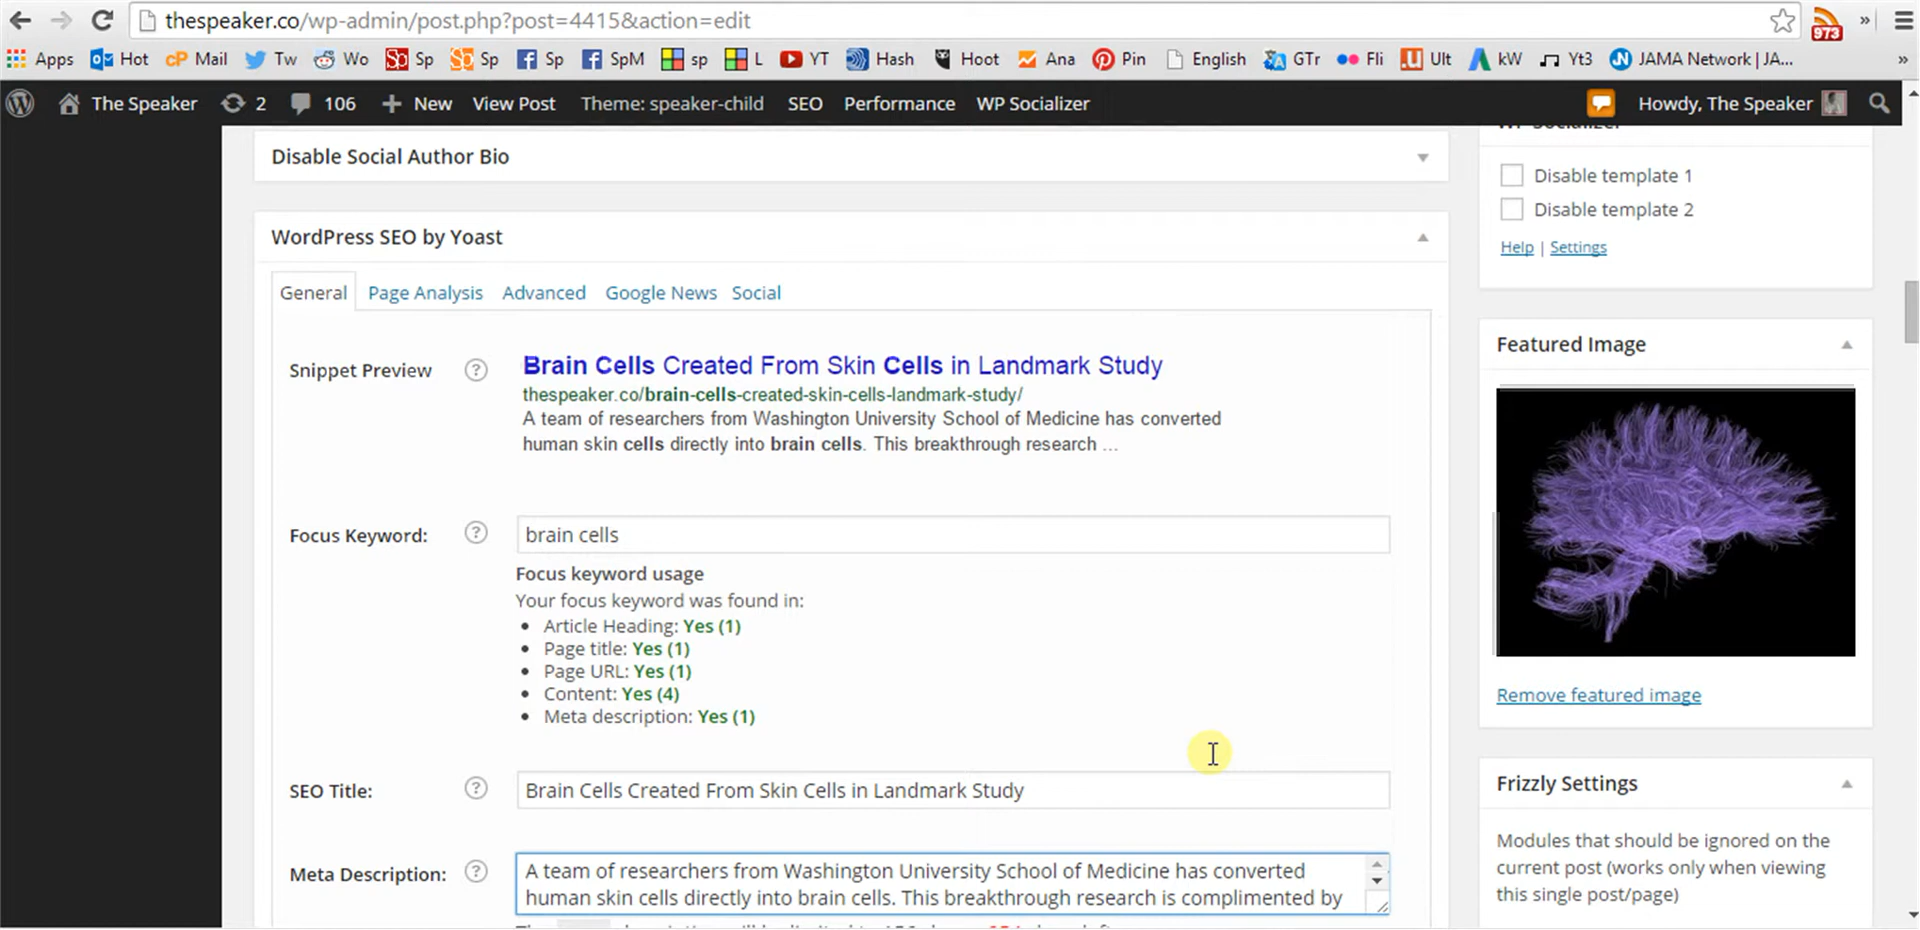 thespeaker.co/wp-admin/post.php?post=4415&action=edit
973
»
Apps Hot cP Mail Tw Wo Sp Sp Sp SpM sp L YT Hash Hoot Ana Pin English GTr Fli Ult kW Yt3 JAMA Network | JA... »
The Speaker 2 106 + New View Post Theme: speaker-child SEO Performance WP Socializer Howdy, The Speaker
Disable Social Author Bio
WordPress SEO by Yoast
General Page Analysis Advanced Google News Social
Snippet Preview ?
Brain Cells Created From Skin Cells in Landmark Study
thespeaker.co/brain-cells-created-skin-cells-landmark-study/
A team of researchers from Washington University School of Medicine has converted
human skin cells directly into brain cells. This breakthrough research ...
Focus Keyword: ? brain cells
Focus keyword usage
Your focus keyword was found in:
• Article Heading: Yes (1)
• Page title: Yes (1)
• Page URL: Yes (1)
• Content: Yes (4)
• Meta description: Yes (1)
SEO Title: ? Brain Cells Created From Skin Cells in Landmark Study
Meta Description: ? A team of researchers from Washington University School of Medicine has converted
human skin cells directly into brain cells. This breakthrough research is complimented by
WP Socializer
Disable template 1
Disable template 2
Help | Settings
Featured Image
Remove featured image
Frizzly Settings
Modules that should be ignored on the
current post (works only when viewing
this single post/page)